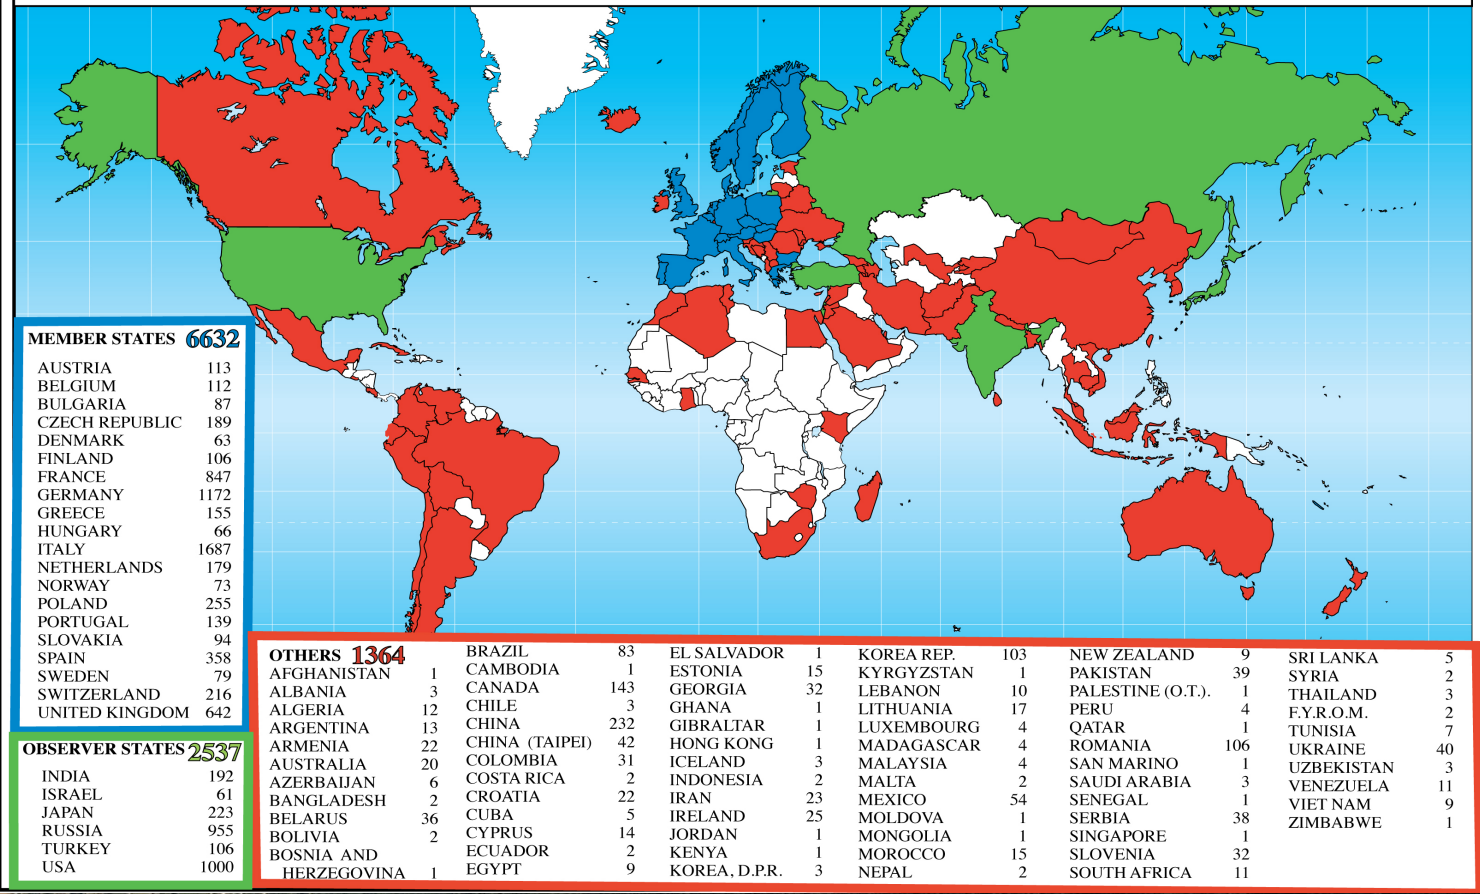 MEMBER STATES 6632
AUSTRIA 113
BELGIUM 112
BULGARIA 87
CZECH REPUBLIC 189
DENMARK 63
FINLAND 106
FRANCE 847
GERMANY 1172
GREECE 155
HUNGARY 66
ITALY 1687
NETHERLANDS 179
NORWAY 73
POLAND 255
PORTUGAL 139
SLOVAKIA 94
SPAIN 358
SWEDEN 79
SWITZERLAND 216
UNITED KINGDOM 642
OBSERVER STATES 2537
INDIA 192
ISRAEL 61
JAPAN 223
RUSSIA 955
TURKEY 106
USA 1000
OTHERS 1364
AFGHANISTAN 1
ALBANIA 3
ALGERIA 12
ARGENTINA 13
ARMENIA 22
AUSTRALIA 20
AZERBAIJAN 6
BANGLADESH 2
BELARUS 36
BOLIVIA 2
BOSNIA AND
HERZEGOVINA 1
BRAZIL 83
CAMBODIA 1
CANADA 143
CHILE 3
CHINA 232
CHINA (TAIPEI) 42
COLOMBIA 31
COSTA RICA 2
CROATIA 22
CUBA 5
CYPRUS 14
ECUADOR 2
EGYPT 9
EL SALVADOR 1
ESTONIA 15
GEORGIA 32
GHANA 1
GIBRALTAR 1
HONG KONG 1
ICELAND 3
INDONESIA 2
IRAN 23
IRELAND 25
JORDAN 1
KENYA 1
KOREA, D.P.R. 3
KOREA REP. 103
KYRGYZSTAN 1
LEBANON 10
LITHUANIA 17
LUXEMBOURG 4
MADAGASCAR 4
MALAYSIA 4
MALTA 2
MEXICO 54
MOLDOVA 1
MONGOLIA 1
MOROCCO 15
NEPAL 2
NEW ZEALAND 9
PAKISTAN 39
PALESTINE (O.T.). 1
PERU 4
QATAR 1
ROMANIA 106
SAN MARINO 1
SAUDI ARABIA 3
SENEGAL 1
SERBIA 38
SINGAPORE 1
SLOVENIA 32
SOUTH AFRICA 11
SRI LANKA 5
SYRIA 2
THAILAND 3
F.Y.R.O.M. 2
TUNISIA 7
UKRAINE 40
UZBEKISTAN 3
VENEZUELA 11
VIET NAM 9
ZIMBABWE 1